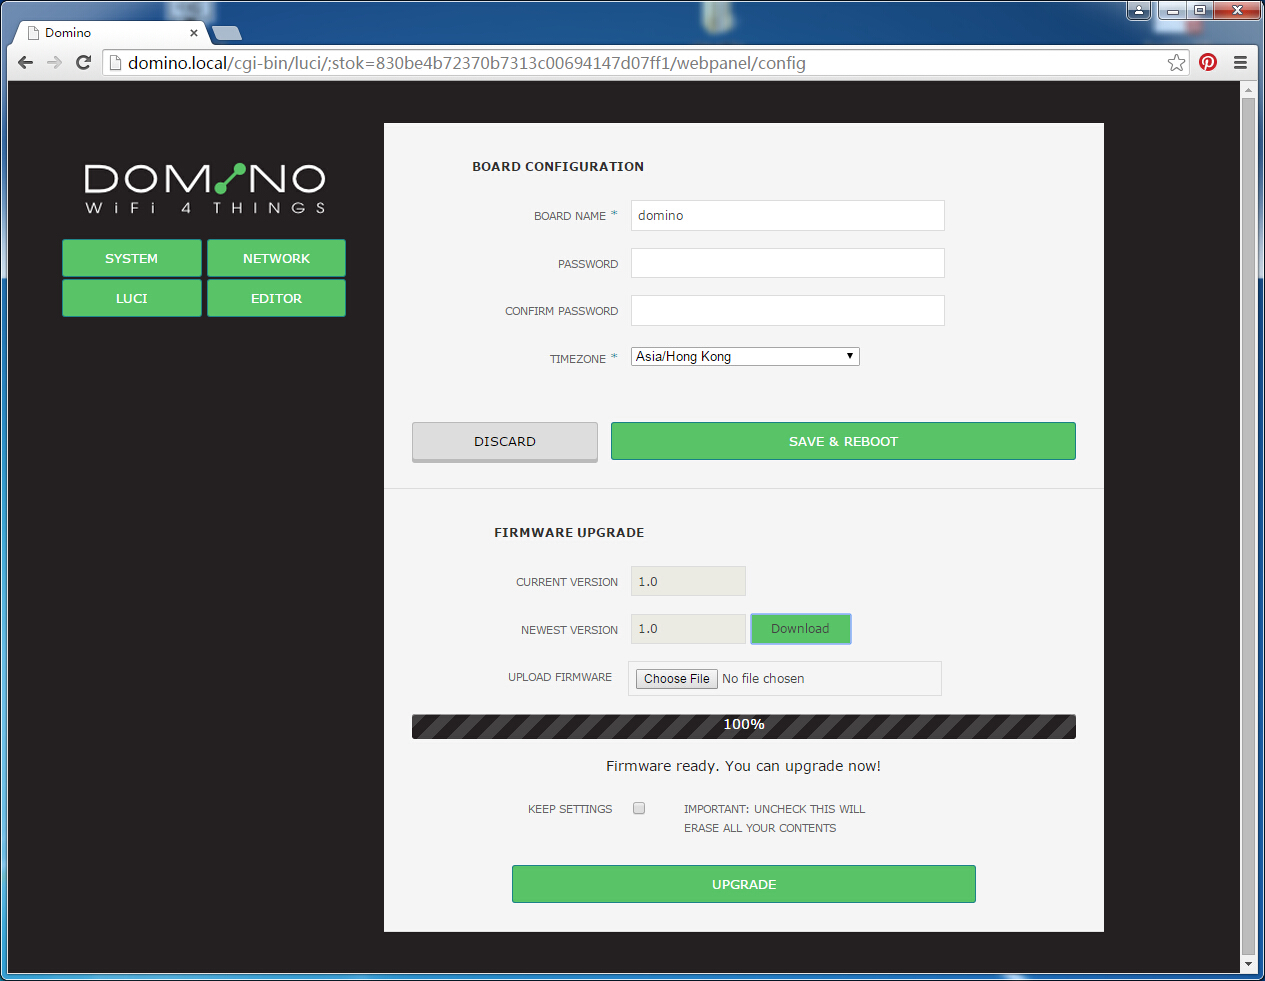 Domino
domino.local/cgi-bin/luci/;stok=830be4b72370b7313c00694147d07ff1/webpanel/config
DOMINO
WiFi 4 THINGS
SYSTEM NETWORK
LUCI EDITOR
BOARD CONFIGURATION
BOARD NAME * domino
PASSWORD
CONFIRM PASSWORD
TIMEZONE * Asia/Hong Kong
DISCARD SAVE & REBOOT
FIRMWARE UPGRADE
CURRENT VERSION 1.0
NEWEST VERSION 1.0 Download
UPLOAD FIRMWARE Choose File No file chosen
100%
Firmware ready. You can upgrade now!
KEEP SETTINGS IMPORTANT: UNCHECK THIS WILL
ERASE ALL YOUR CONTENTS
UPGRADE